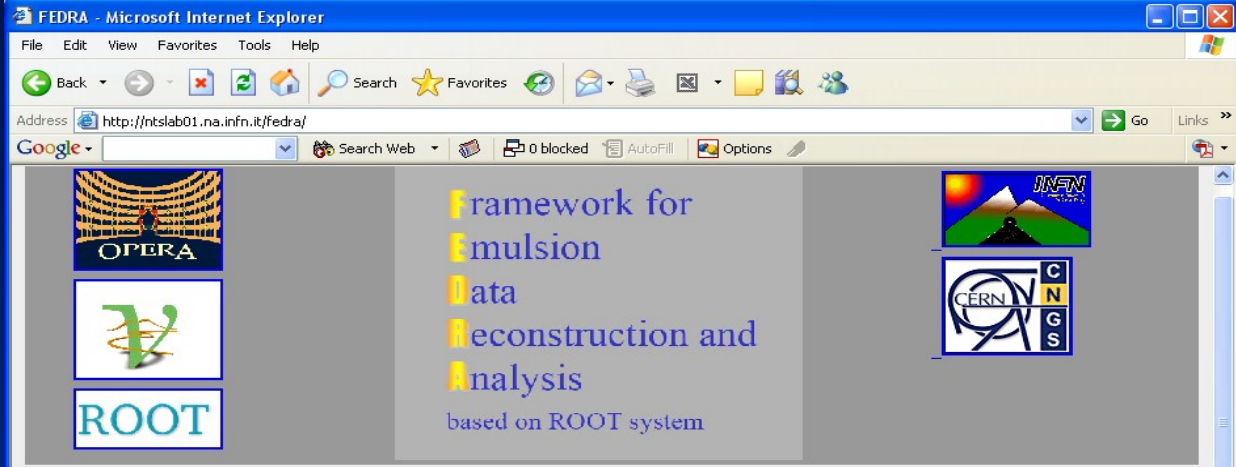 FEDRA - Microsoft Internet Explorer
File Edit View Favorites Tools Help
Back Search Favorites
Address http://ntslab01.na.infn.it/fedra/ Go Links »
Google Search Web 0 blocked AutoFill Options
OPERA
ROOT
Framework for
Emulsion
Data
Reconstruction and
Analysis
based on ROOT system
INFN
CERN
C
N
G
S